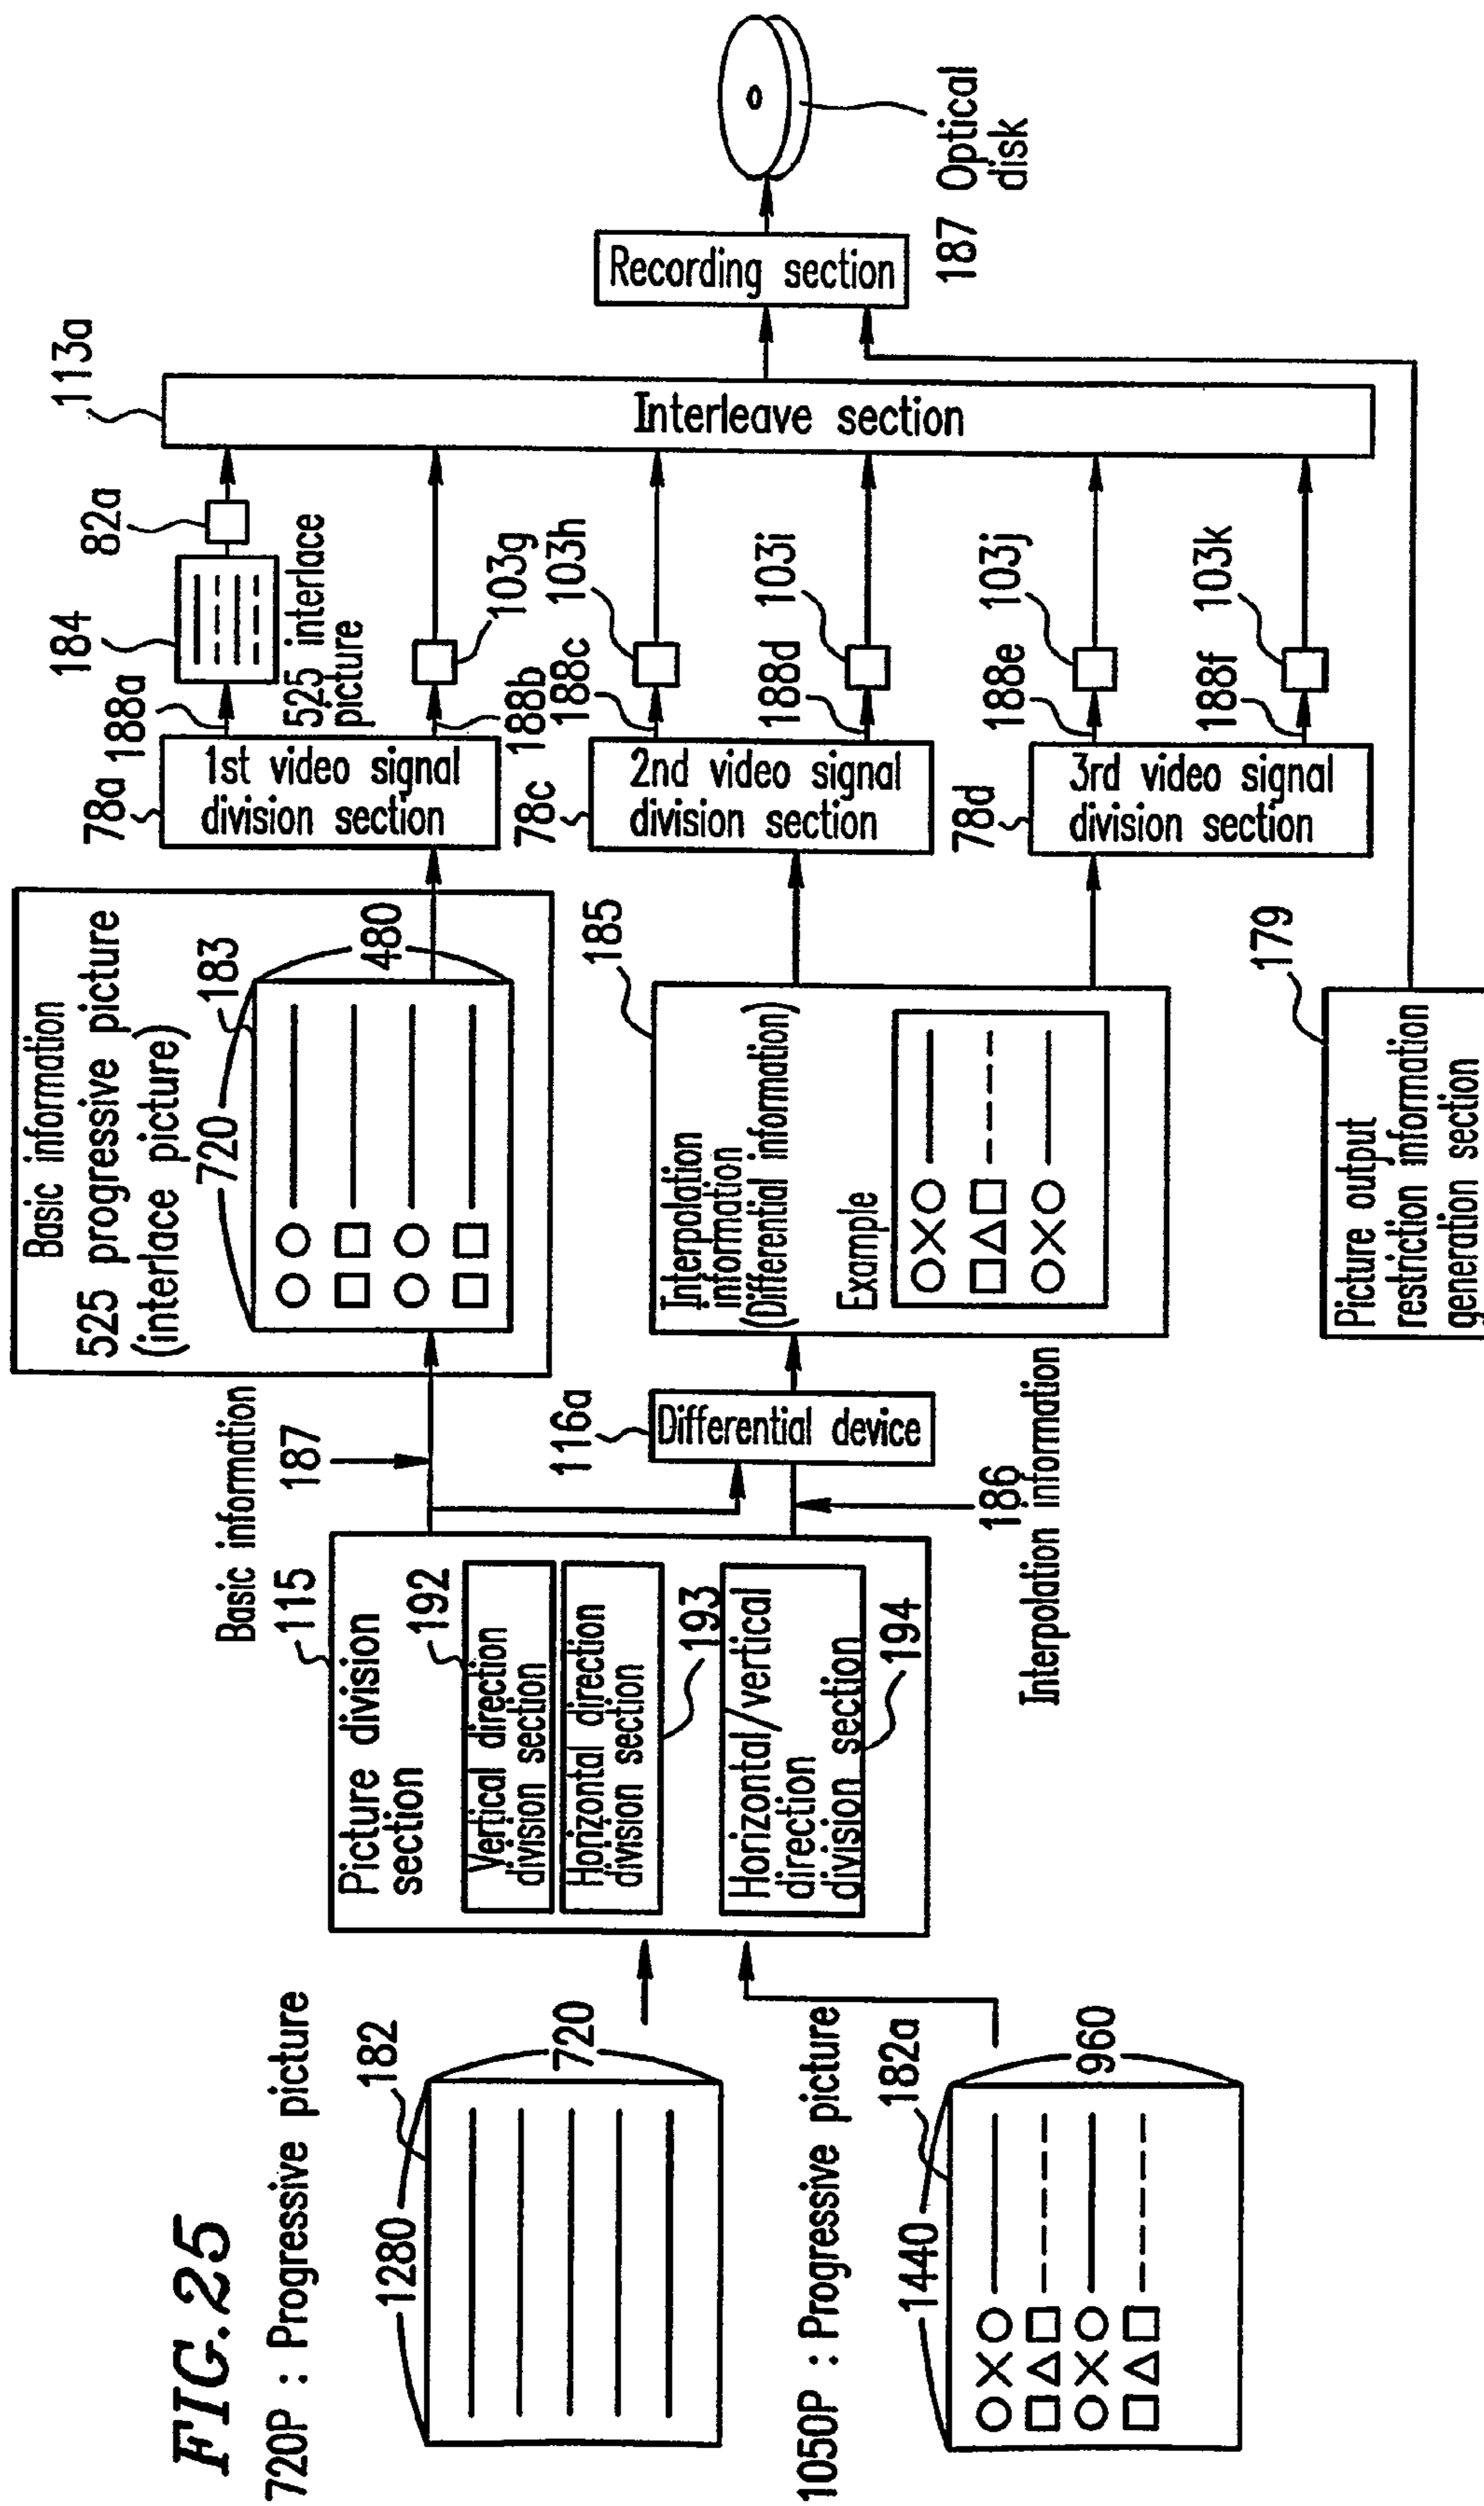 FIG. 25
720P : Progressive picture
1280
182
720
1050P : Progressive picture
1440
182a
960
115
Picture division
section
192
Vertical direction
division section
Horizontal direction
division section
193
Horizontal/vertical
direction
division section
194
Basic information
187
116a
Differential device
186
Interpolation information
Basic information
525 progressive picture
(interlace picture)
720
183
480
185
Interpolation
information
(Differential information)
Example
179
Picture output
restriction information
generation section
78a
1st video signal
division section
188a
184
82a
525 interlace
picture
188b
103g
78c
2nd video signal
division section
188c
103h
188d
103i
78d
3rd video signal
division section
188e
103j
188f
103k
113a
Interleave section
Recording section
187 Optical
disk